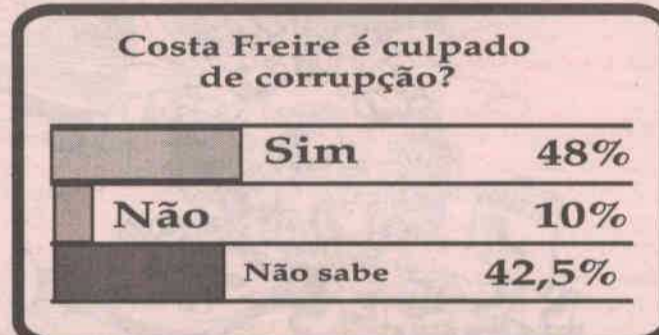 Costa Freire é culpado
de corrupção?
Sim 48%
Não 10%
Não sabe 42,5%